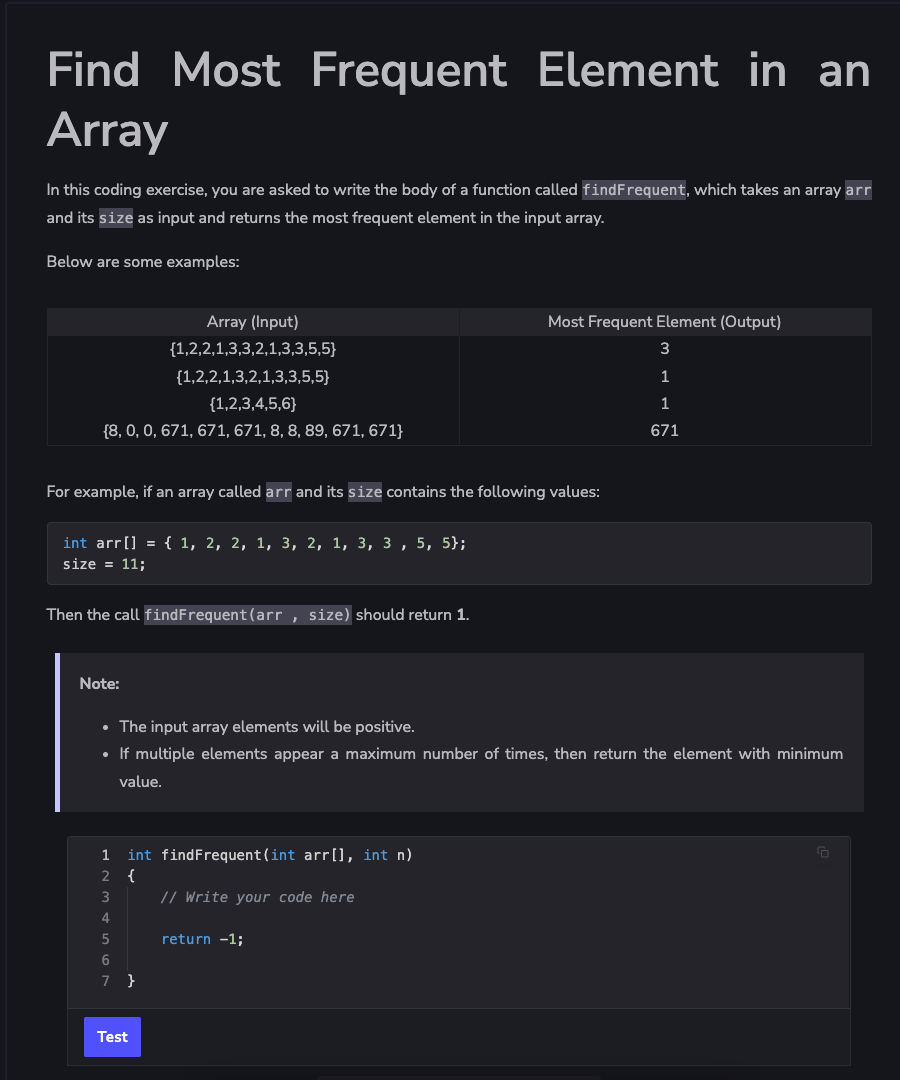 Find Most Frequent Element in an
Array
In this coding exercise, you are asked to write the body of a function called findFrequent, which takes an array arr
and its size as input and returns the most frequent element in the input array.
Below are some examples:
Array (Input) Most Frequent Element (Output)
{1,2,2,1,3,3,2,1,3,3,5,5} 3
{1,2,2,1,3,2,1,3,3,5,5} 1
{1,2,3,4,5,6} 1
{8, 0, 0, 671, 671, 671, 8, 8, 89, 671, 671} 671
For example, if an array called arr and its size contains the following values:
int arr[] = { 1, 2, 2, 1, 3, 2, 1, 3, 3 , 5, 5};
size = 11;
Then the call findFrequent(arr , size) should return 1.
Note:
• The input array elements will be positive.
• If multiple elements appear a maximum number of times, then return the element with minimum
value.
1 int findFrequent(int arr[], int n)
2 {
3 // Write your code here
4
5 return -1;
6
7 }
Test